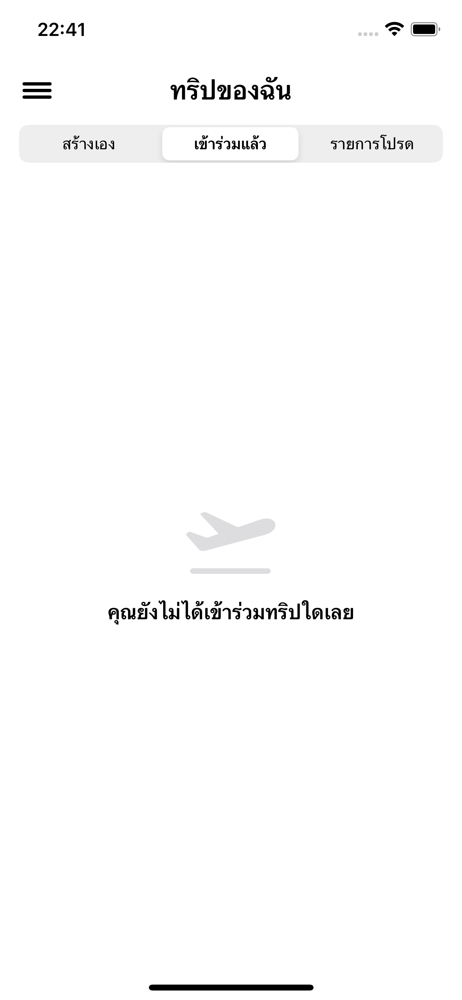 22:41
ทริปของฉัน
สร้างเอง
เข้าร่วมแล้ว
รายการโปรด
คุณยังไม่ได้เข้าร่วมทริปใดเลย